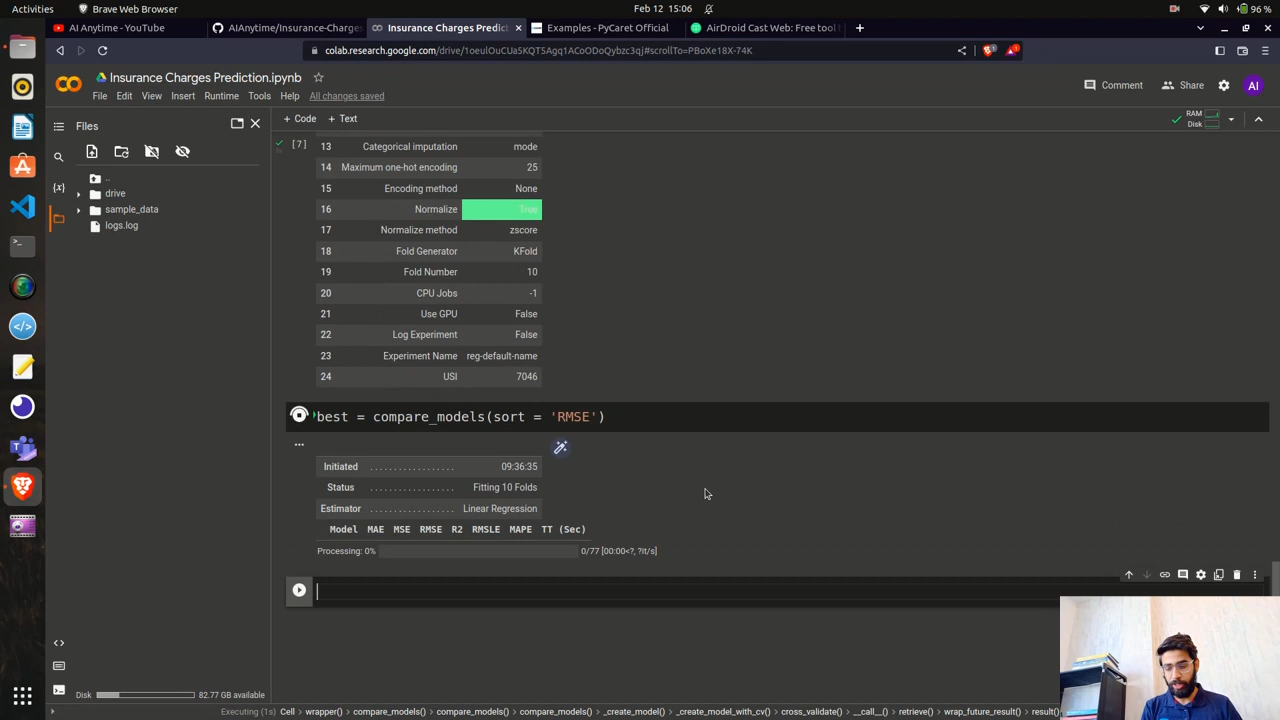 Activities
Brave Web Browser
Feb 12 15:06
96 %
AI Anytime - YouTube
AIAnytime/Insurance-Charges
Insurance Charges Predicti
Examples - PyCaret Official
AirDroid Cast Web: Free tool
colab.research.google.com/drive/1oeulOuCUa5KQT5Agq1ACoODoQybzc3qj#scrollTo=PBoXe18X-74K
Insurance Charges Prediction.ipynb
File Edit View Insert Runtime Tools Help All changes saved
Comment
Share
AI
Files
+ Code + Text
RAM
Disk
..
drive
sample_data
logs.log
[7]
13 Categorical imputation mode
14 Maximum one-hot encoding 25
15 Encoding method None
16 Normalize True
17 Normalize method zscore
18 Fold Generator KFold
19 Fold Number 10
20 CPU Jobs -1
21 Use GPU False
22 Log Experiment False
23 Experiment Name reg-default-name
24 USI 7046
best = compare_models(sort = 'RMSE')
Initiated .................. 09:36:35
Status .................. Fitting 10 Folds
Estimator .................. Linear Regression
Model MAE MSE RMSE R2 RMSLE MAPE TT (Sec)
Processing: 0% 0/77 [00:00<?, ?it/s]
Disk 82.77 GB available
Executing (1s) Cell > wrapper() > compare_models() > compare_models() > compare_models() > _create_model() > _create_model_with_cv() > cross_validate() > __call__() > retrieve() > wrap_future_result() > result()